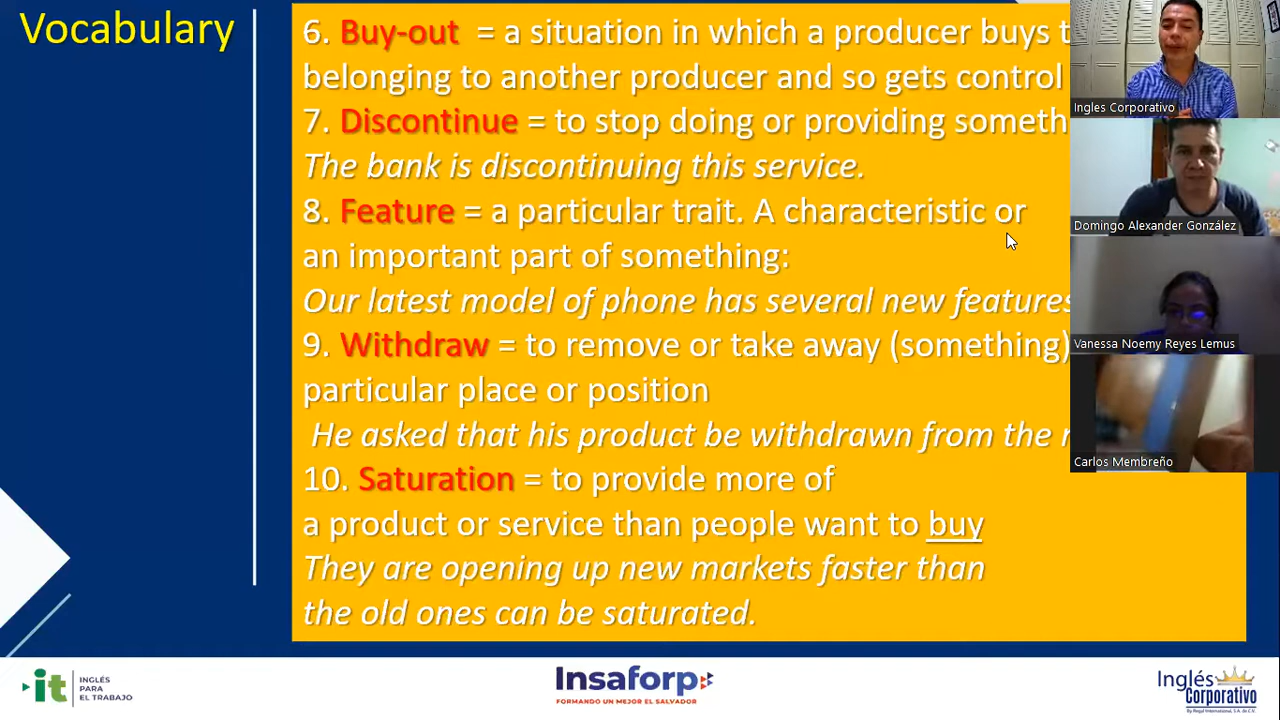 Vocabulary
6. Buy-out = a situation in which a producer buys
belonging to another producer and so gets control
7. Discontinue = to stop doing or providing someth
The bank is discontinuing this service.
8. Feature = a particular trait. A characteristic or
an important part of something:
Our latest model of phone has several new features
9. Withdraw = to remove or take away (something)
particular place or position
He asked that his product be withdrawn from the
10. Saturation = to provide more of
a product or service than people want to buy
They are opening up new markets faster than
the old ones can be saturated.
Ingles Corporativo
Domingo Alexander González
Vanessa Noemy Reyes Lemus
Carlos Membreño
it
INGLÉS
PARA
EL TRABAJO
Insaforp
FORMANDO UN MEJOR EL SALVADOR
Inglés
Corporativo